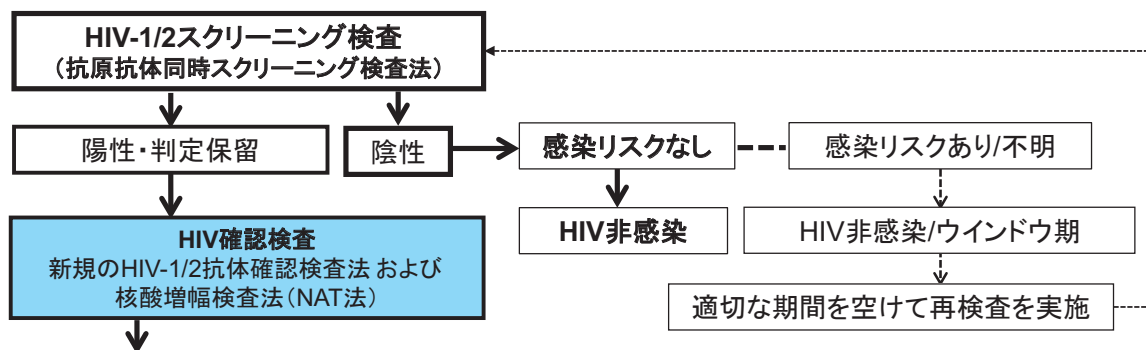 HIV-1/2スクリーニング検査
（抗原抗体同時スクリーニング検査法）
陽性・判定保留
陰性
感染リスクなし
感染リスクあり/不明
HIV確認検査
新規のHIV-1/2抗体確認検査法 および
核酸増幅検査法（NAT法）
HIV非感染
HIV非感染/ウインドウ期
適切な期間を空けて再検査を実施